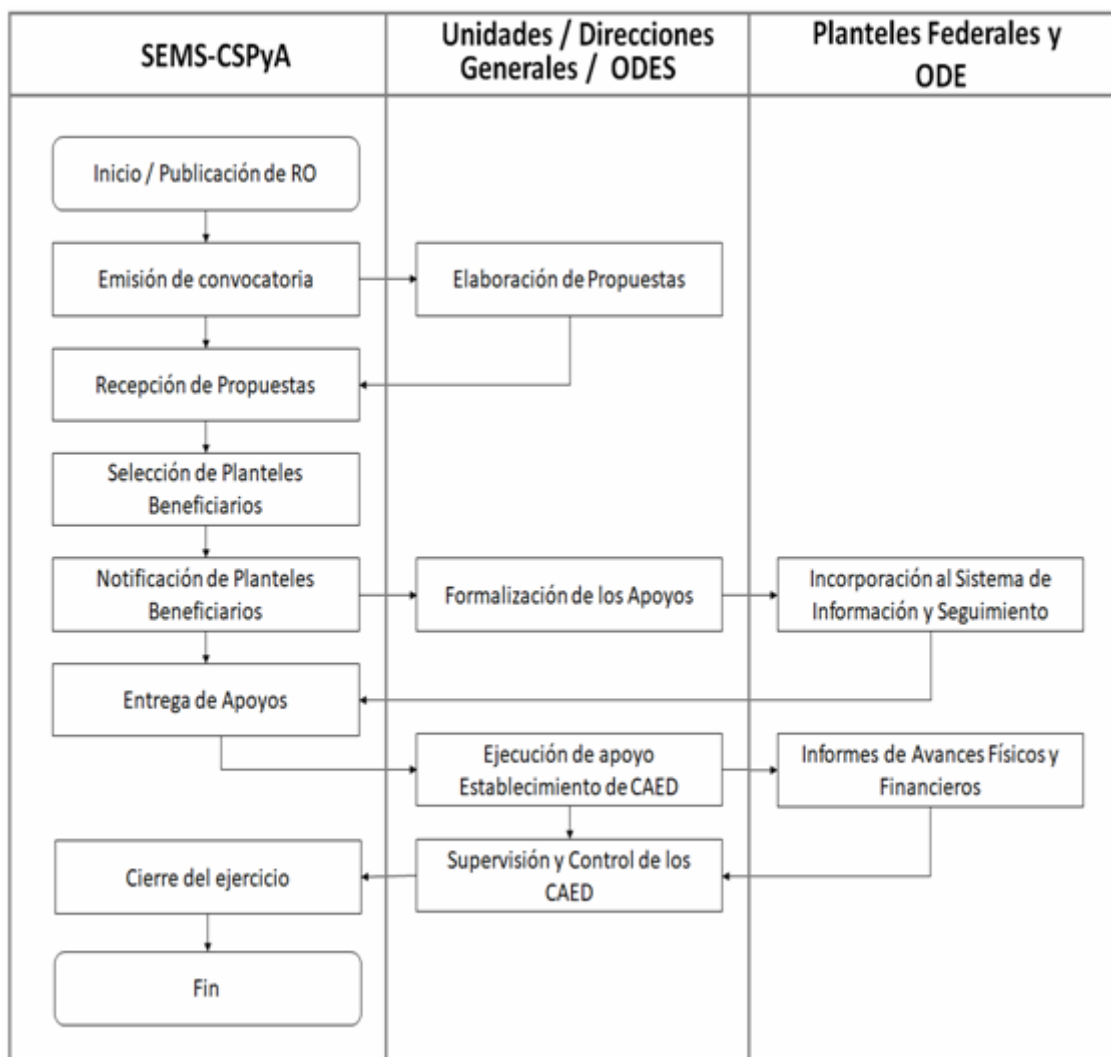 SEMS-CSPyA
Unidades / Direcciones
Generales / ODES
Planteles Federales y
ODE
Inicio / Publicación de RO
Emisión de convocatoria
Elaboración de Propuestas
Recepción de Propuestas
Selección de Planteles
Beneficiarios
Notificación de Planteles
Beneficiarios
Formalización de los Apoyos
Incorporación al Sistema de
Información y Seguimiento
Entrega de Apoyos
Ejecución de apoyo
Establecimiento de CAED
Informes de Avances Físicos y
Financieros
Supervisión y Control de los
CAED
Cierre del ejercicio
Fin